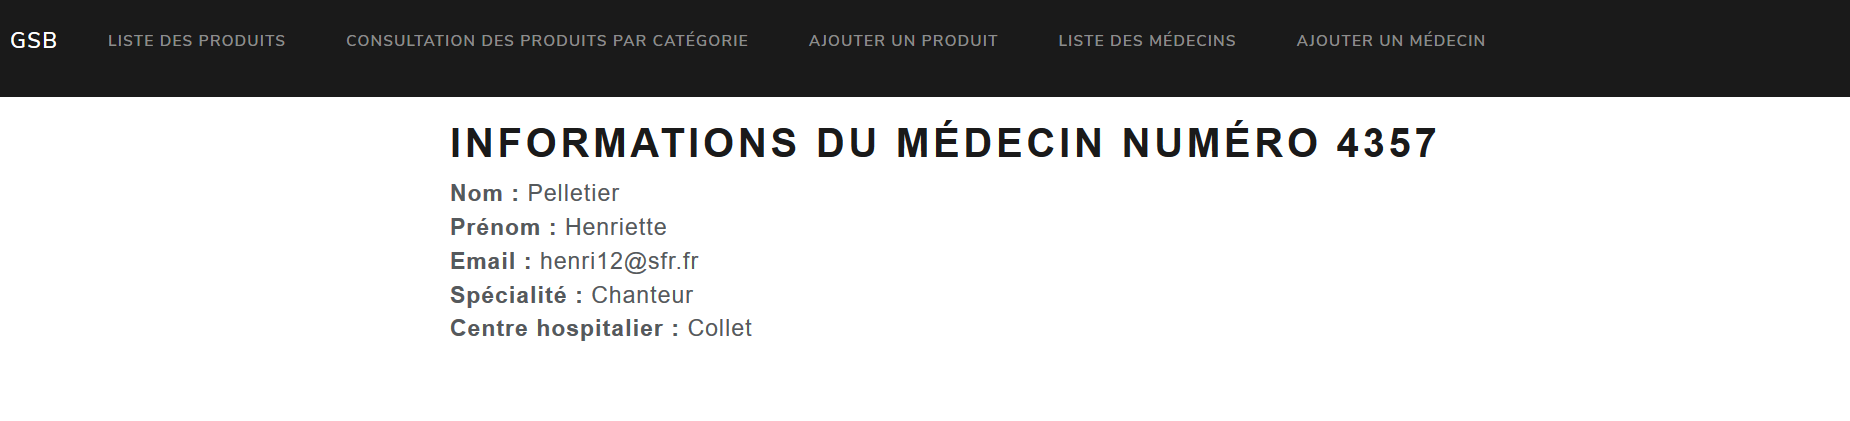 GSB LISTE DES PRODUITS CONSULTATION DES PRODUITS PAR CATÉGORIE AJOUTER UN PRODUIT LISTE DES MÉDECINS AJOUTER UN MÉDECIN
INFORMATIONS DU MÉDECIN NUMÉRO 4357
Nom : Pelletier
Prénom : Henriette
Email : henri12@sfr.fr
Spécialité : Chanteur
Centre hospitalier : Collet